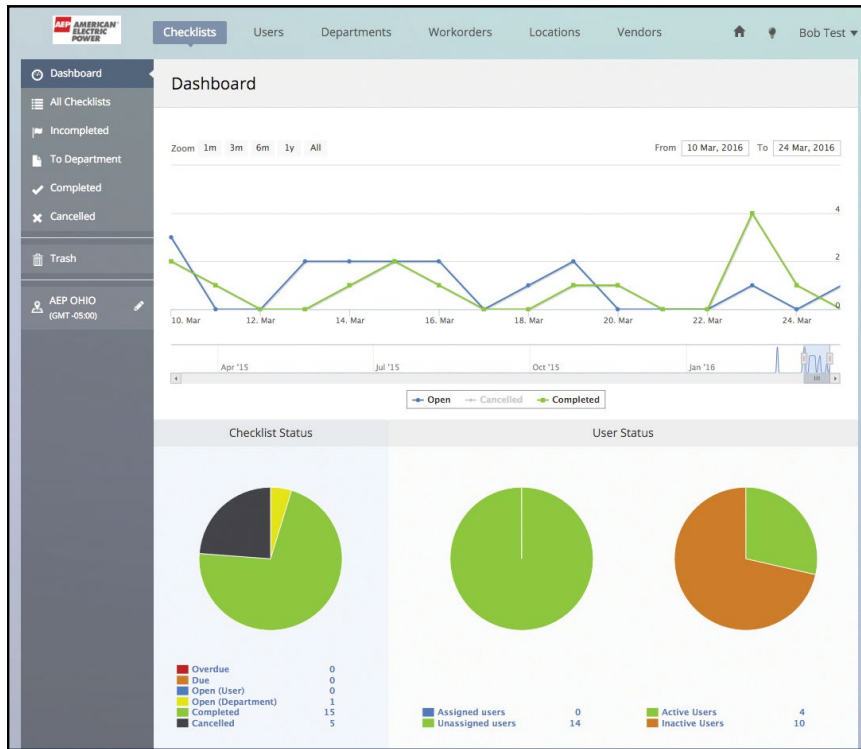 AEP AMERICAN®
ELECTRIC
POWER
Checklists Users Departments Workorders Locations Vendors Bob Test
Dashboard
All Checklists
Incompleted
To Department
Completed
Cancelled
Trash
AEP OHIO
(GMT -05:00)
Dashboard
Zoom 1m 3m 6m 1y All From 10 Mar, 2016 To 24 Mar, 2016
4
2
0
10. Mar 12. Mar 14. Mar 16. Mar 18. Mar 20. Mar 22. Mar 24. Mar
Apr '15 Jul '15 Oct '15 Jan '16
Open Cancelled Completed
Checklist Status User Status
Overdue 0
Due 0
Open (User) 0
Open (Department) 1
Completed 15
Cancelled 5
Assigned users 0
Unassigned users 14
Active Users 4
Inactive Users 10